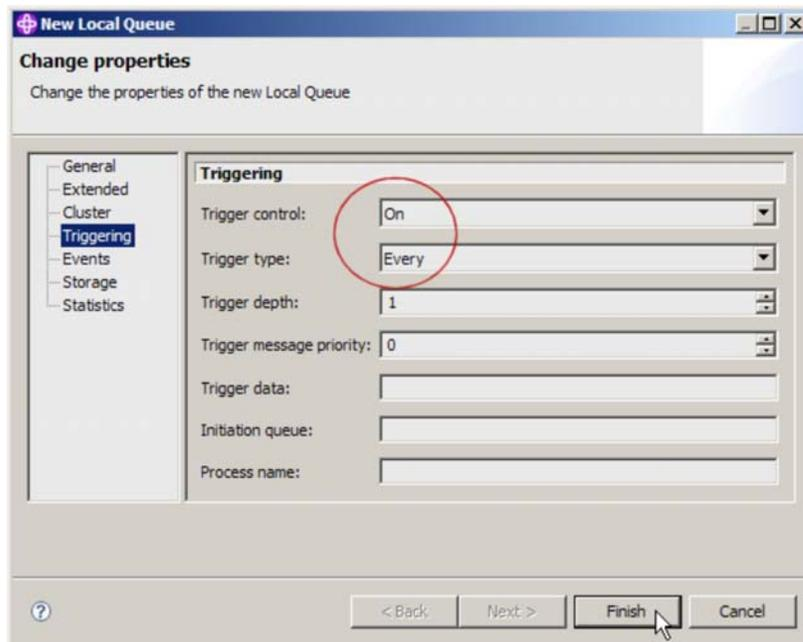 New Local Queue
Change properties
Change the properties of the new Local Queue
General
Extended
Cluster
Triggering
Events
Storage
Statistics
Triggering
Trigger control: On
Trigger type: Every
Trigger depth: 1
Trigger message priority: 0
Trigger data:
Initiation queue:
Process name:
? < Back Next > Finish Cancel